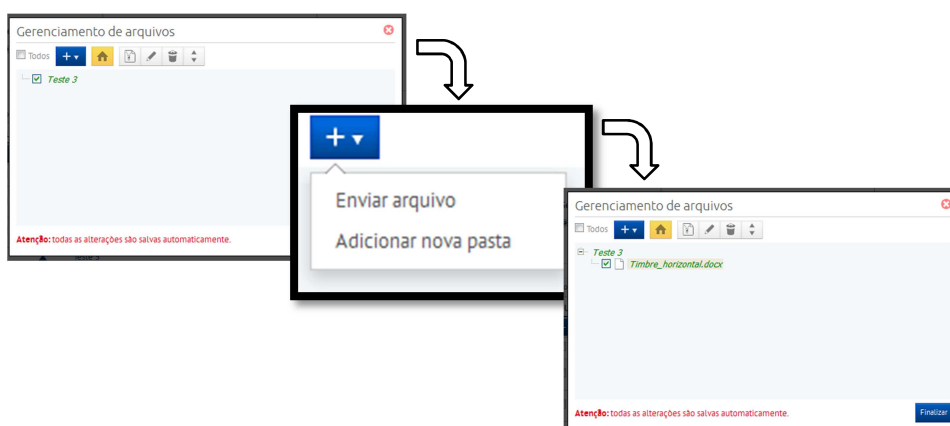 Gerenciamento de arquivos
Todos
Teste 3
Atenção: todas as alterações são salvas automaticamente.
Enviar arquivo
Adicionar nova pasta
Gerenciamento de arquivos
Todos
Teste 3
Timbre_horizontal.docx
Atenção: todas as alterações são salvas automaticamente.
Finalizar